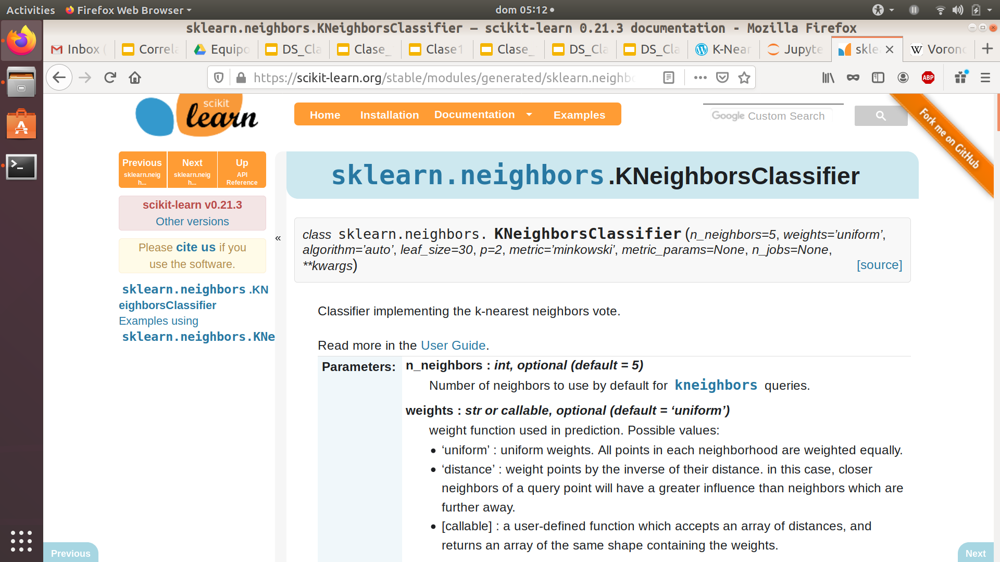 Activities Firefox Web Browser dom 05:12
sklearn.neighbors.KNeighborsClassifier — scikit-learn 0.21.3 documentation - Mozilla Firefox
Inbox ( Correla Equipo DS_Cla Clase_ Clase1 Clase_ DS_Cla DS_Cla K-Near Jupyte skle Vorono
https://scikit-learn.org/stable/modules/generated/sklearn.neighbo ABP
scikit
learn
Home Installation Documentation Examples
Google Custom Search
Fork me on GitHub
Previous Next Up
sklearn.neig sklearn.neig API
h... h... Reference
scikit-learn v0.21.3
Other versions
Please cite us if you
use the software.
sklearn.neighbors.KN
eighborsClassifier
Examples using
sklearn.neighbors.KNe
«
sklearn.neighbors.KNeighborsClassifier
class sklearn.neighbors. KNeighborsClassifier (n_neighbors=5, weights=’uniform’,
algorithm=’auto’, leaf_size=30, p=2, metric=’minkowski’, metric_params=None, n_jobs=None,
**kwargs) [source]
Classifier implementing the k-nearest neighbors vote.
Read more in the User Guide.
Parameters: n_neighbors : int, optional (default = 5)
Number of neighbors to use by default for kneighbors queries.
weights : str or callable, optional (default = ‘uniform’)
weight function used in prediction. Possible values:
• ‘uniform’ : uniform weights. All points in each neighborhood are weighted equally.
• ‘distance’ : weight points by the inverse of their distance. in this case, closer
neighbors of a query point will have a greater influence than neighbors which are
further away.
• [callable] : a user-defined function which accepts an array of distances, and
returns an array of the same shape containing the weights.
Previous Next